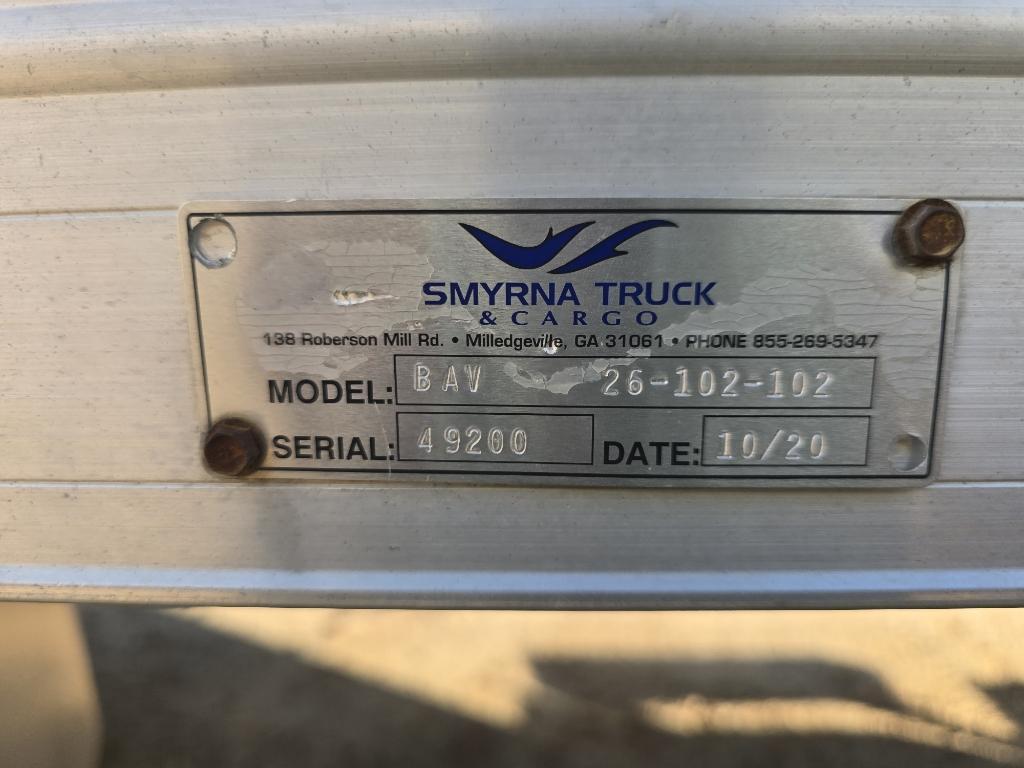 SMYRNA TRUCK
& CARGO
138 Roberson Mill Rd. • Milledgeville, GA 31061 • PHONE 855-269-5347
MODEL: BAV 26-102-102
SERIAL: 49200 DATE: 10/20